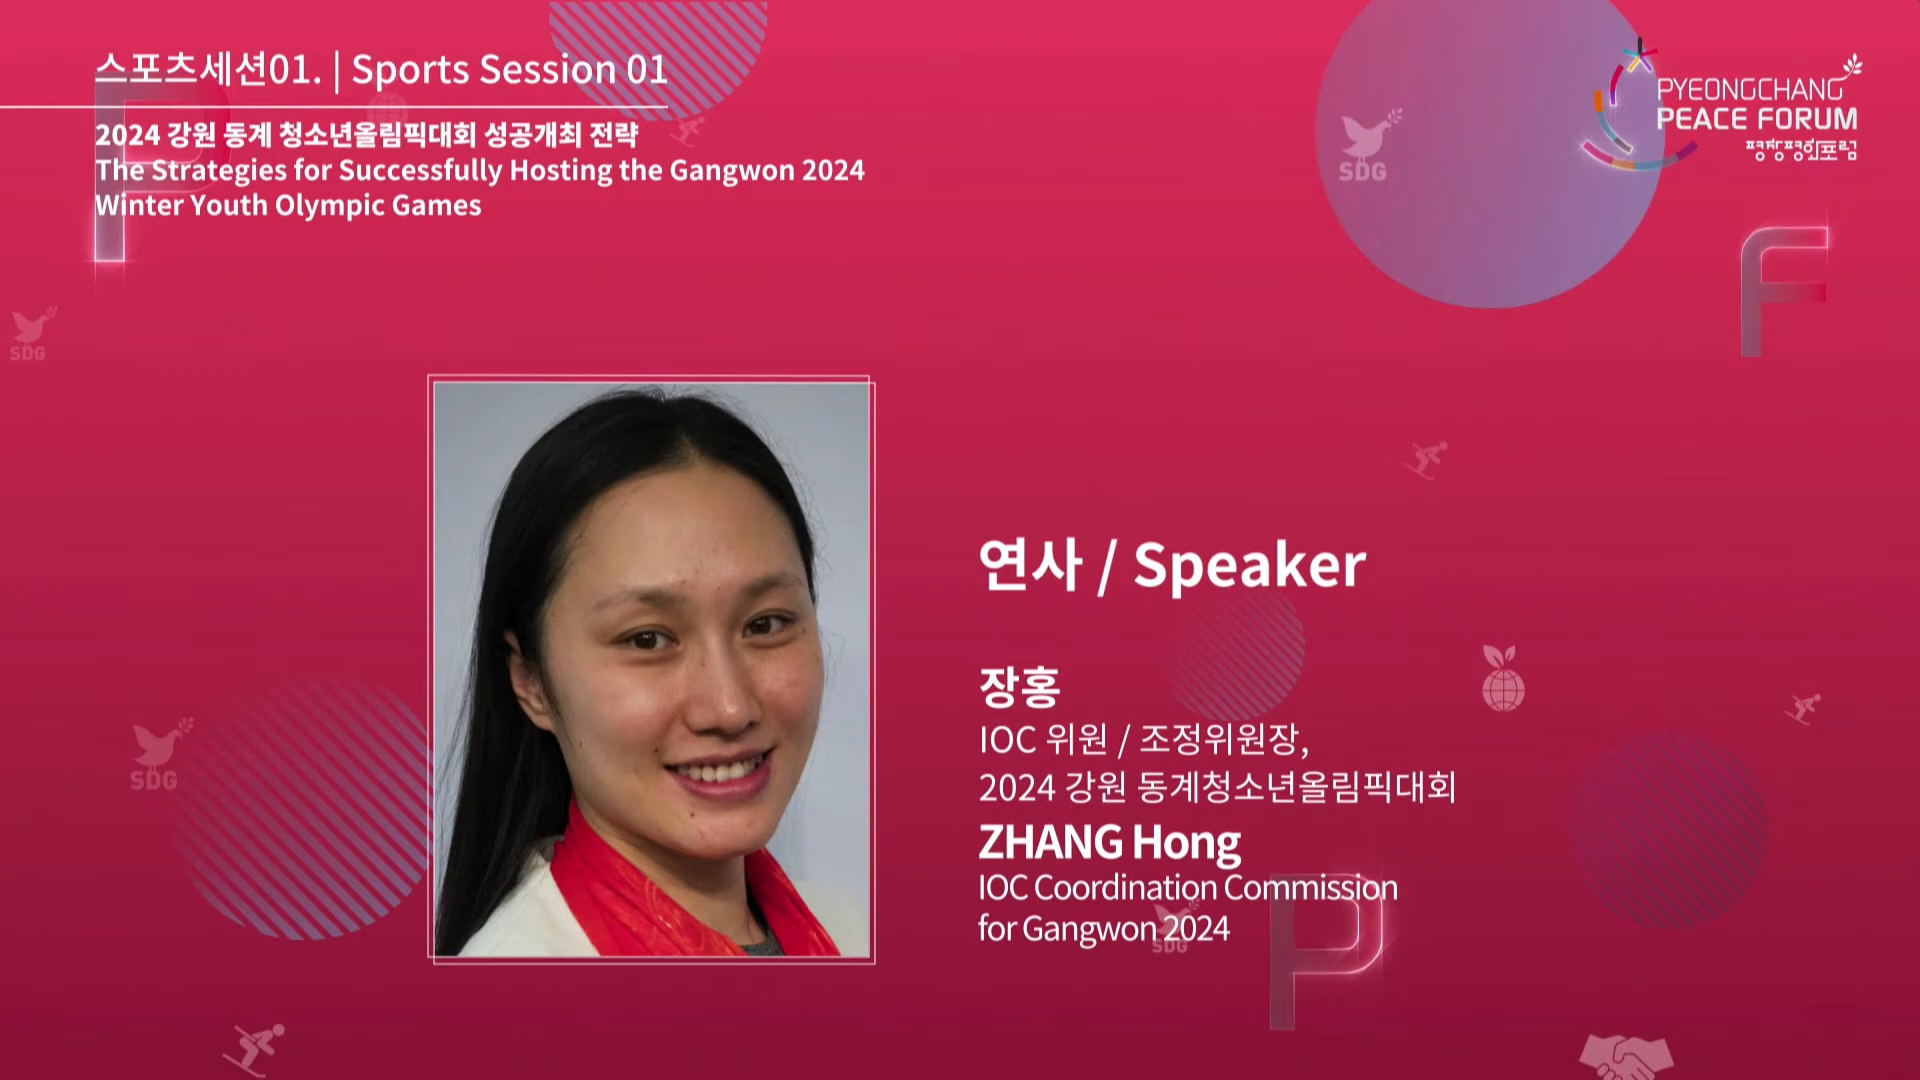 스포츠세션01. | Sports Session 01
2024 강원 동계 청소년올림픽대회 성공개최 전략
The Strategies for Successfully Hosting the Gangwon 2024
Winter Youth Olympic Games
PYEONGCHANG
PEACE FORUM
평창평화포럼
P
F
SDG
SDG
연사 / Speaker
장홍
IOC 위원 / 조정위원장,
2024 강원 동계청소년올림픽대회
ZHANG Hong
IOC Coordination Commission
for Gangwon 2024
SDG
SDG
P